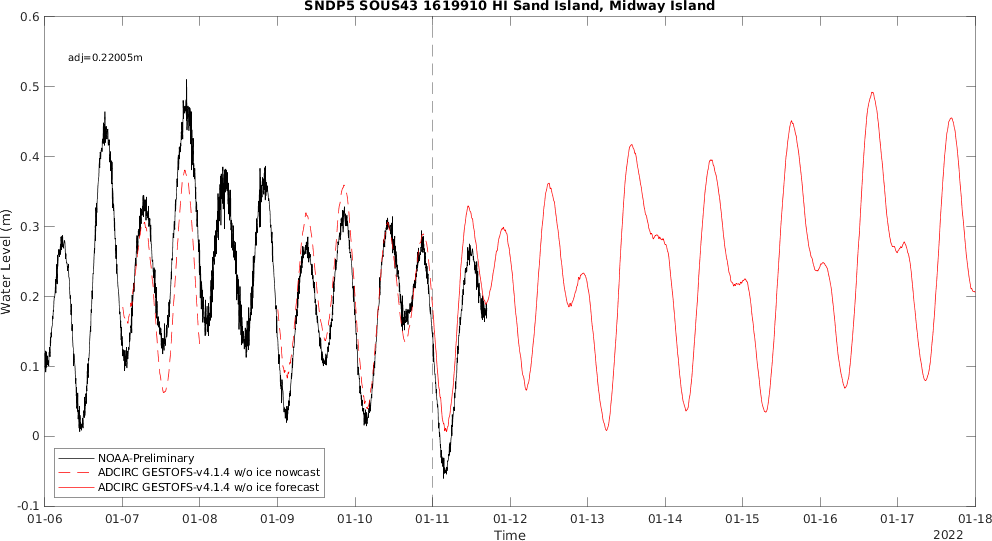 SNDP5 SOUS43 1619910 HI Sand Island, Midway Island
adj=0.22005m
0.6
0.5
0.4
0.3
0.2
0.1
0
-0.1
Water Level (m)
NOAA-Preliminary
ADCIRC GESTOFS-v4.1.4 w/o ice nowcast
ADCIRC GESTOFS-v4.1.4 w/o ice forecast
01-06 01-07 01-08 01-09 01-10 01-11 01-12 01-13 01-14 01-15 01-16 01-17 01-18
Time
2022